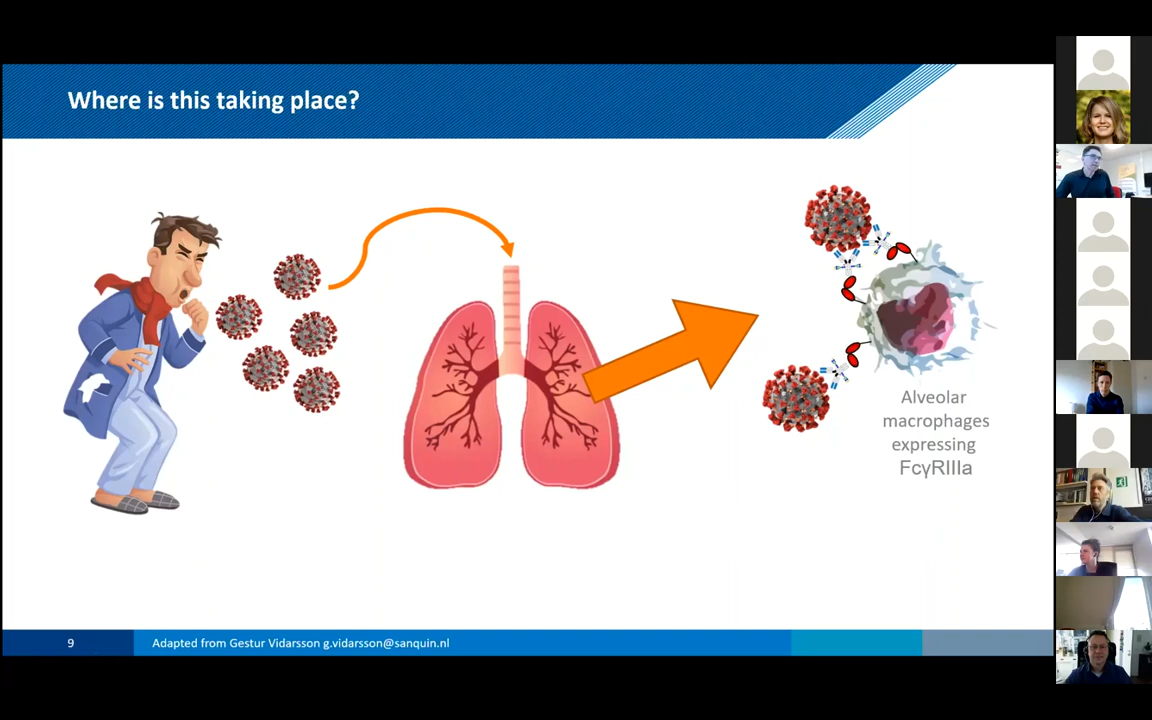 Where is this taking place?
Alveolar
macrophages
expressing
FcγRIIIa
9
Adapted from Gestur Vidarsson g.vidarsson@sanquin.nl